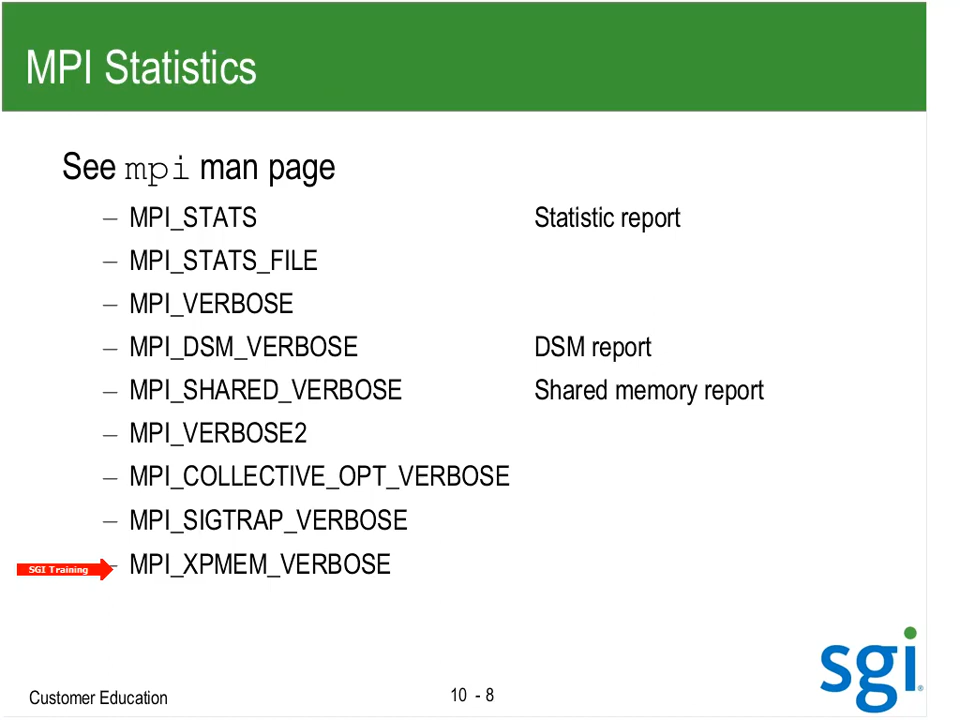 MPI Statistics
See mpi man page
– MPI_STATS Statistic report
– MPI_STATS_FILE
– MPI_VERBOSE
– MPI_DSM_VERBOSE DSM report
– MPI_SHARED_VERBOSE Shared memory report
– MPI_VERBOSE2
– MPI_COLLECTIVE_OPT_VERBOSE
– MPI_SIGTRAP_VERBOSE
SGI Training – MPI_XPMEM_VERBOSE
sgi®
Customer Education 10 - 8